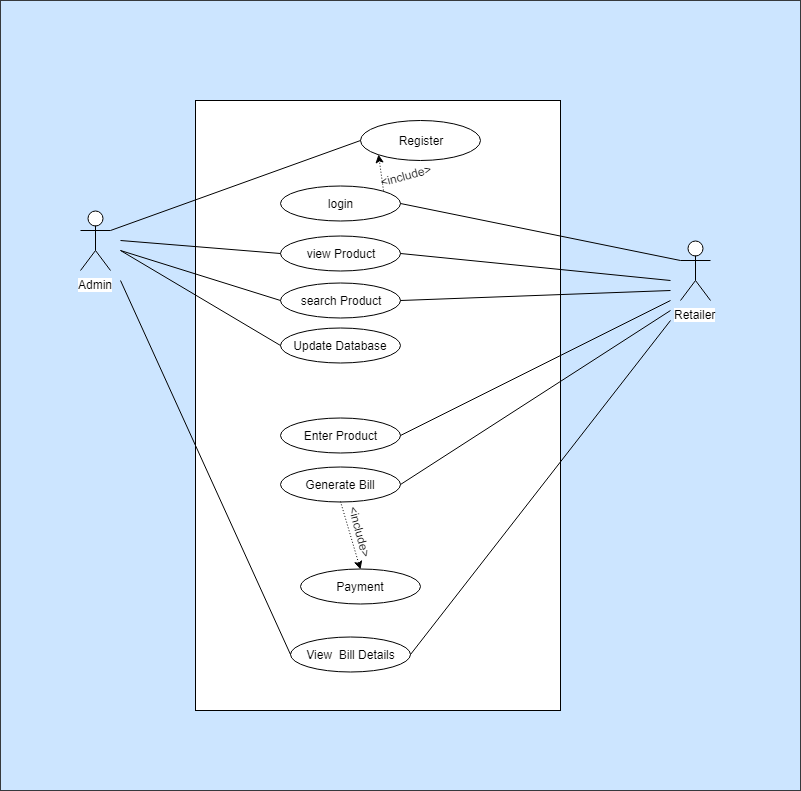 Register
<include>
login
view Product
Admin
search Product
Retailer
Update Database
Enter Product
Generate Bill
<include>
Payment
View  Bill Details